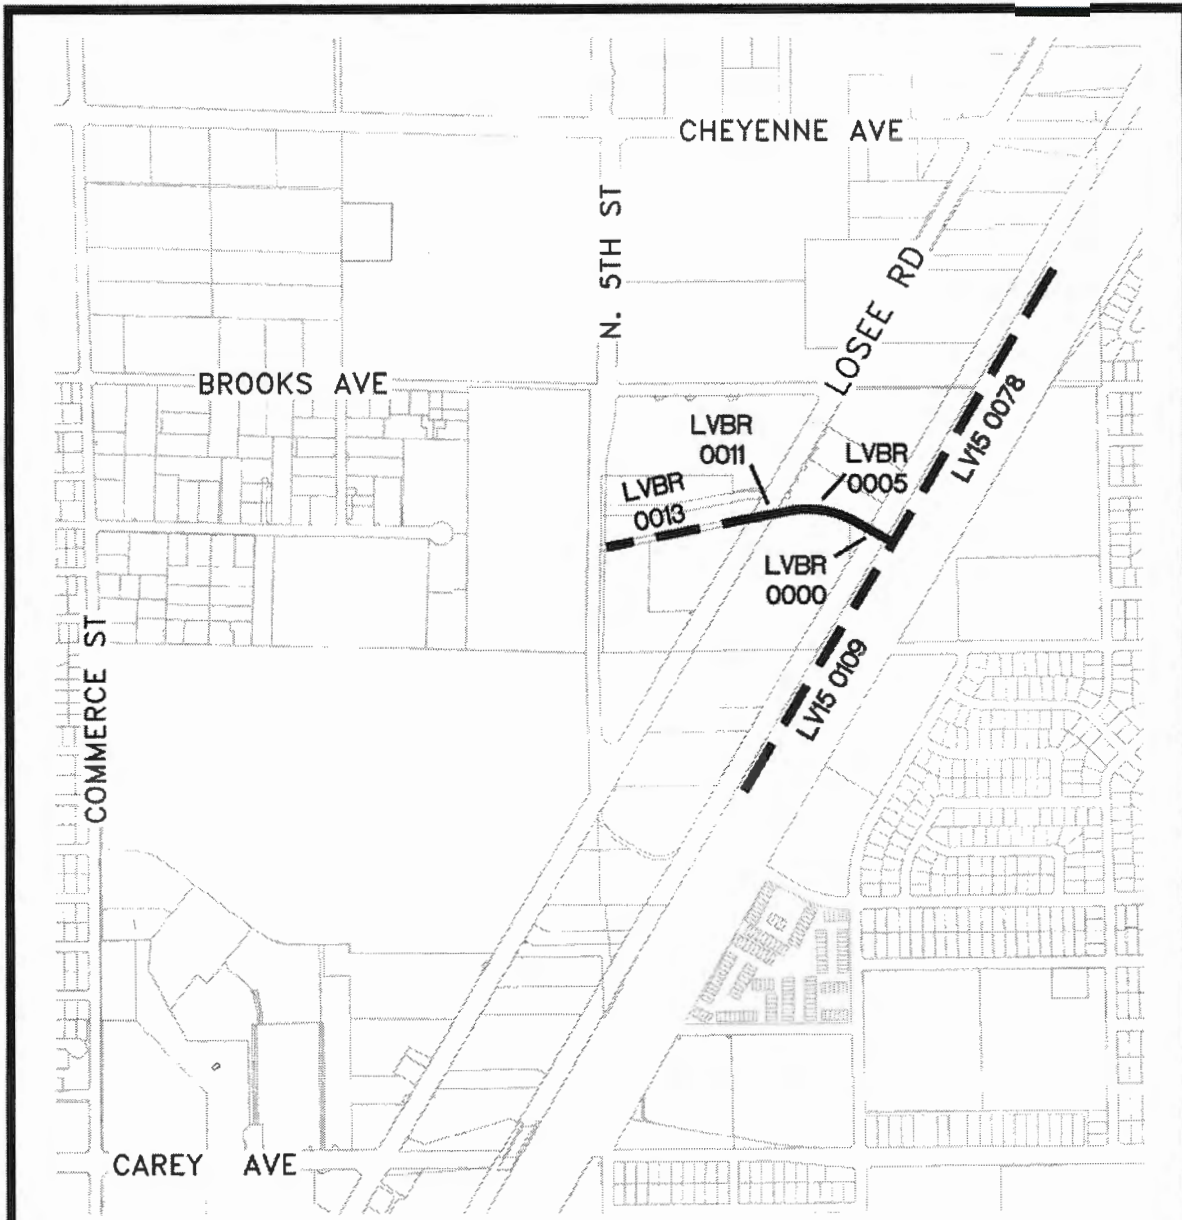 CHEYENNE AVE
N. 5TH ST
LOSEE RD
BROOKS AVE
LV15 0078
LVBR
0011
LVBR
0005
LVBR
0013
LVBR
0000
COMMERCE ST
LV15 0109
CAREY AVE